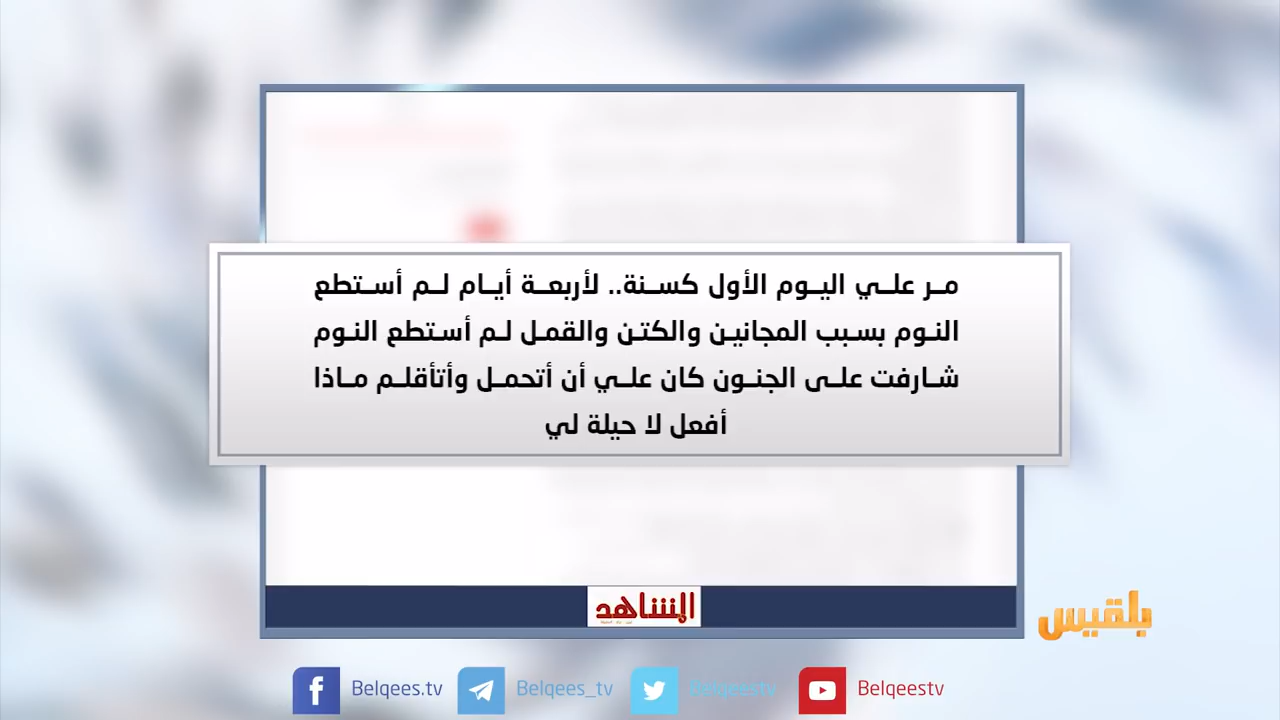 مر علي اليوم الأول كسنة.. لأربعة أيام لم أستطع
النوم بسبب المجانين والكتن والقمل لم أستطع النوم
شارفت على الجنون كان علي أن أتحمل وأتأقلم ماذا
أفعل لا حيلة لي
المشاهد
بلقيس
Belqees.tv
Belqees_tv
Belqeestv
Belqeestv